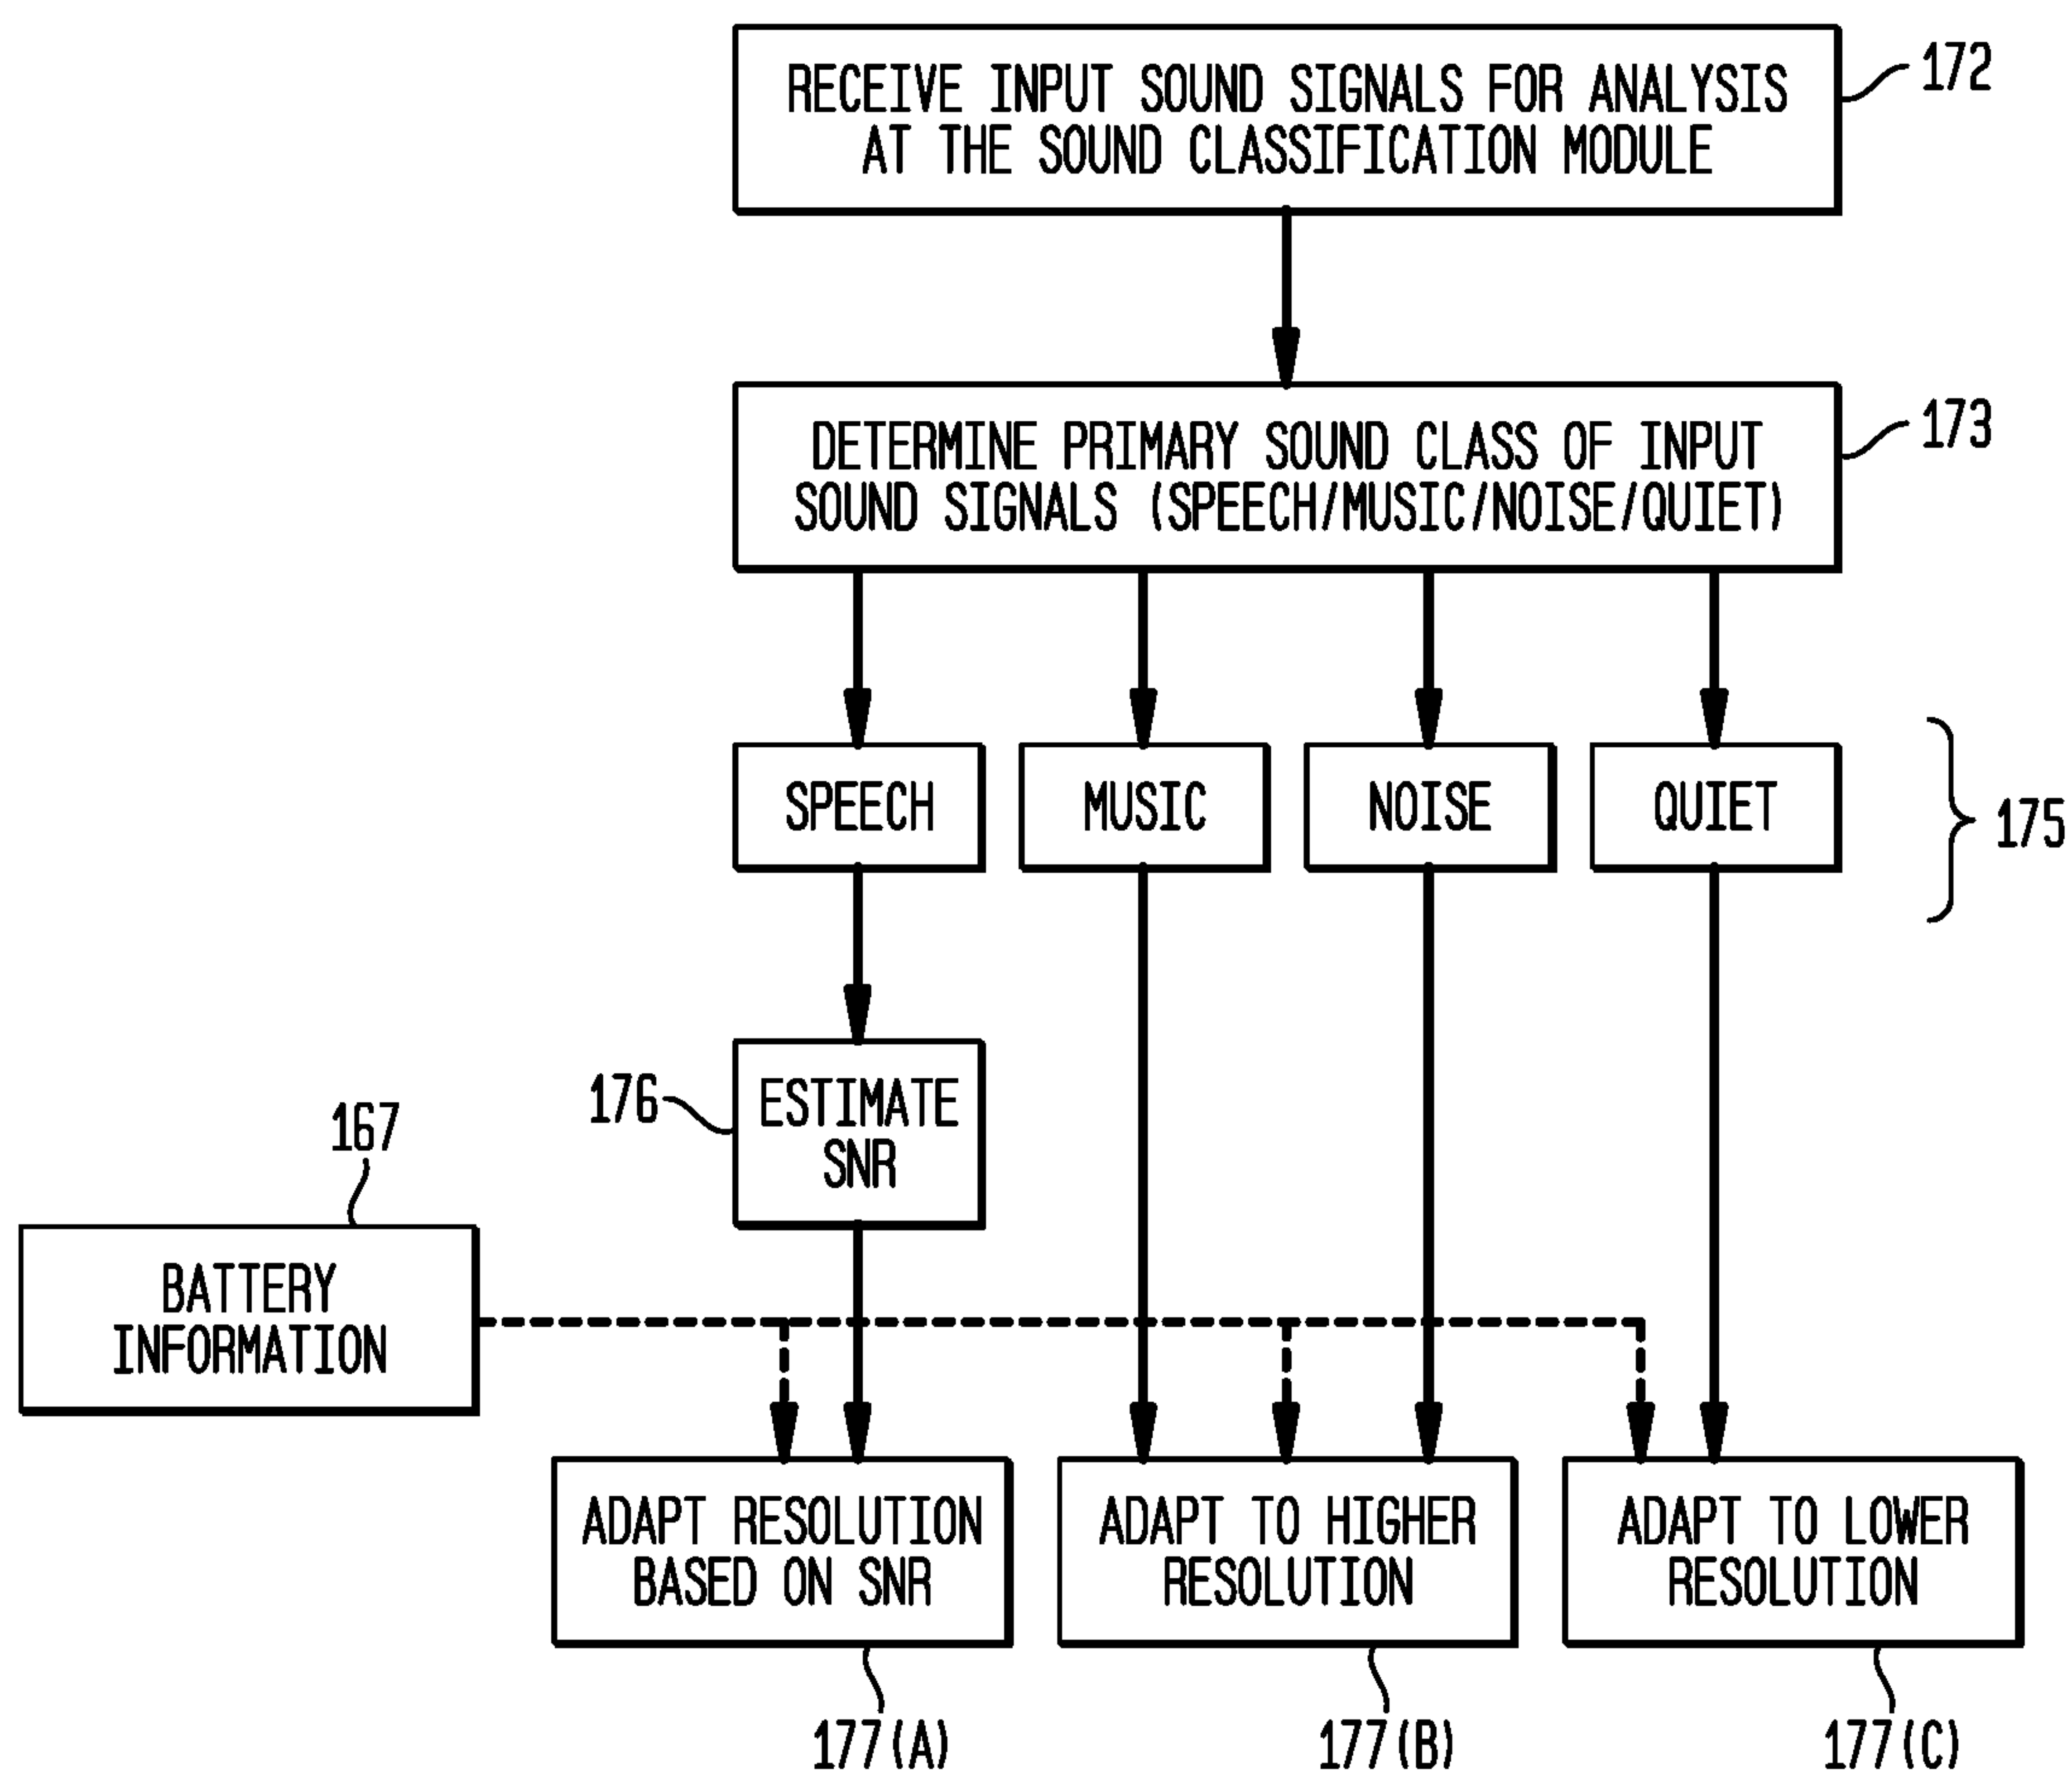 RECEIVE INPUT SOUND SIGNALS FOR ANALYSIS
AT THE SOUND CLASSIFICATION MODULE
172
DETERMINE PRIMARY SOUND CLASS OF INPUT
SOUND SIGNALS (SPEECH/MUSIC/NOISE/QUIET)
173
SPEECH
MUSIC
NOISE
QUIET
175
176
ESTIMATE
SNR
167
BATTERY
INFORMATION
ADAPT RESOLUTION
BASED ON SNR
ADAPT TO HIGHER
RESOLUTION
ADAPT TO LOWER
RESOLUTION
177(A)
177(B)
177(C)